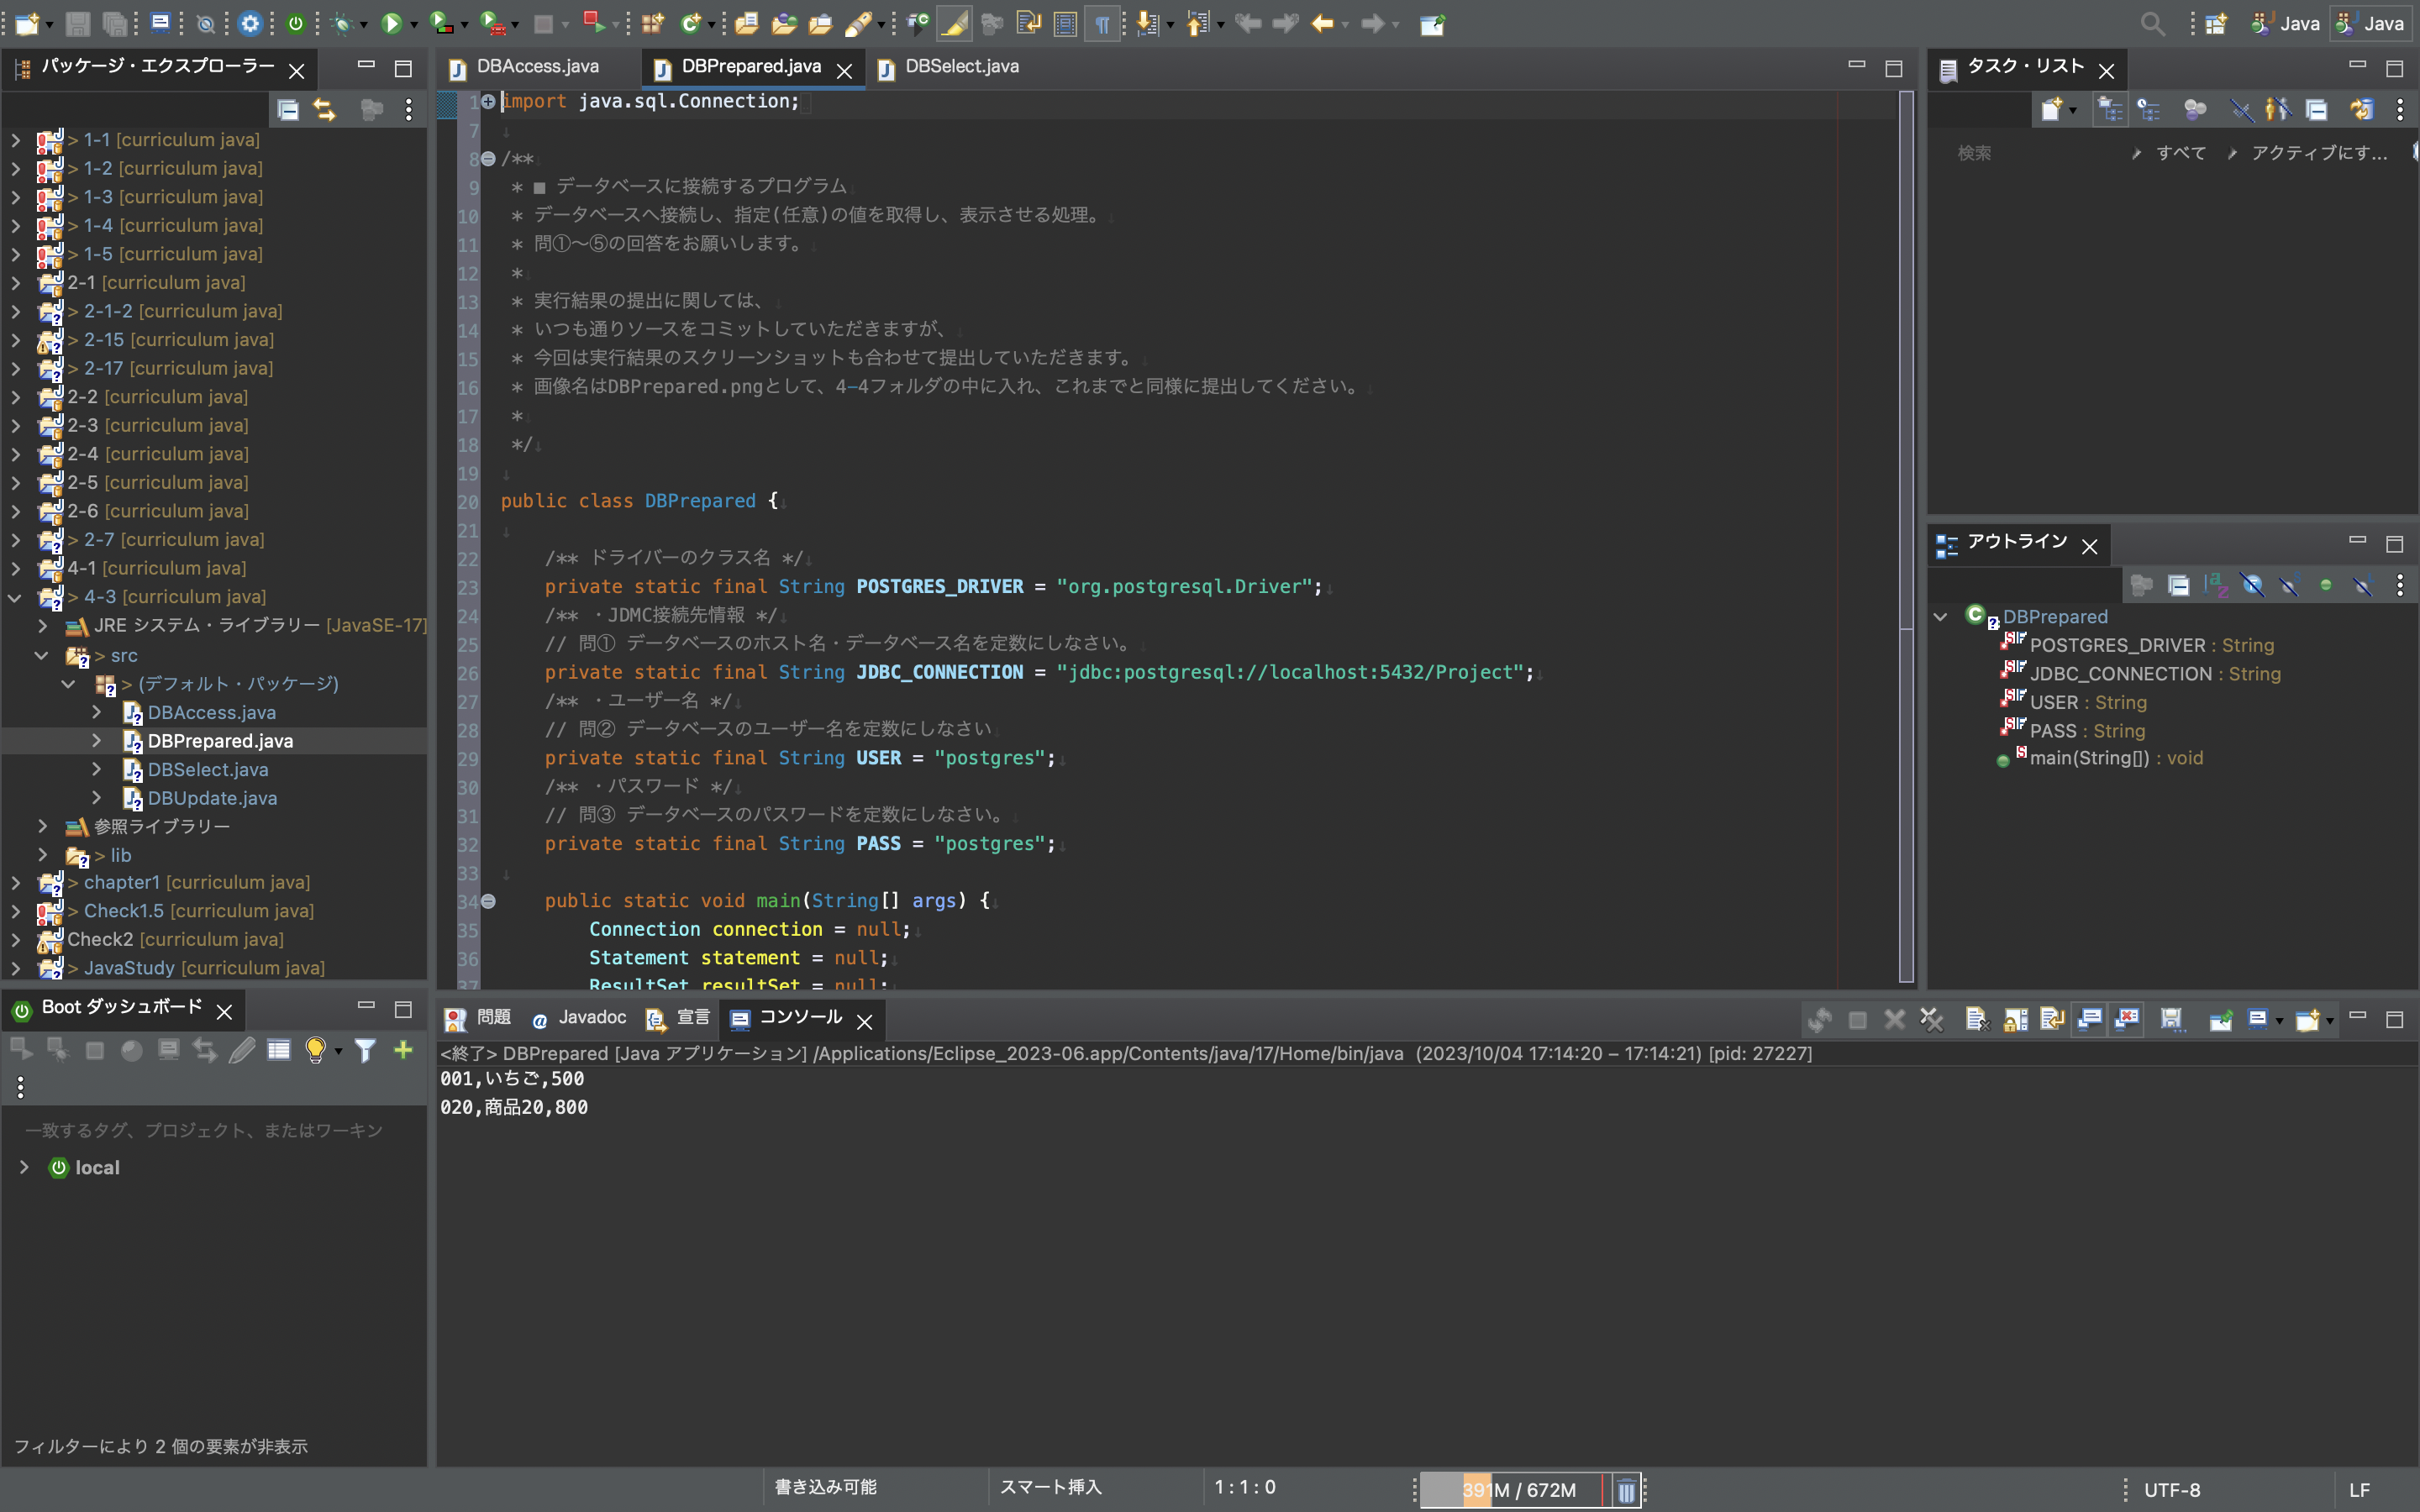 Java
Java
パッケージ・エクスプローラー
> 1-1 [curriculum java]
> 1-2 [curriculum java]
> 1-3 [curriculum java]
> 1-4 [curriculum java]
> 1-5 [curriculum java]
2-1 [curriculum java]
> 2-1-2 [curriculum java]
> 2-15 [curriculum java]
> 2-17 [curriculum java]
2-2 [curriculum java]
2-3 [curriculum java]
2-4 [curriculum java]
2-5 [curriculum java]
2-6 [curriculum java]
> 2-7 [curriculum java]
4-1 [curriculum java]
> 4-3 [curriculum java]
JRE システム・ライブラリー [JavaSE-17]
> src
> (デフォルト・パッケージ)
DBAccess.java
DBPrepared.java
DBSelect.java
DBUpdate.java
参照ライブラリー
> lib
> chapter1 [curriculum java]
> Check1.5 [curriculum java]
Check2 [curriculum java]
> JavaStudy [curriculum java]
Boot ダッシュボード
一致するタグ、プロジェクト、またはワーキン
local
フィルターにより 2 個の要素が非表示
DBAccess.java
DBPrepared.java
DBSelect.java
1 import java.sql.Connection;
7
8 /**
9 * ■ データベースに接続するプログラム
10 * データベースへ接続し、指定(任意)の値を取得し、表示させる処理。
11 * 問①〜⑤の回答をお願いします。
12 *
13 * 実行結果の提出に関しては、
14 * いつも通りソースをコミットしていただきますが、
15 * 今回は実行結果のスクリーンショットも合わせて提出していただきます。
16 * 画像名はDBPrepared.pngとして、4−4フォルダの中に入れ、これまでと同様に提出してください。
17 *
18 */
19
20 public class DBPrepared {
21
22 /** ドライバーのクラス名 */
23 private static final String POSTGRES_DRIVER = "org.postgresql.Driver";
24 /** ・JDMC接続先情報 */
25 // 問① データベースのホスト名・データベース名を定数にしなさい。
26 private static final String JDBC_CONNECTION = "jdbc:postgresql://localhost:5432/Project";
27 /** ・ユーザー名 */
28 // 問② データベースのユーザー名を定数にしなさい
29 private static final String USER = "postgres";
30 /** ・パスワード */
31 // 問③ データベースのパスワードを定数にしなさい。
32 private static final String PASS = "postgres";
33
34 public static void main(String[] args) {
35 Connection connection = null;
36 Statement statement = null;
37 ResultSet resultSet = null;
タスク・リスト
検索
すべて
アクティブにす...
アウトライン
DBPrepared
POSTGRES_DRIVER : String
JDBC_CONNECTION : String
USER : String
PASS : String
main(String[]) : void
問題
Javadoc
宣言
コンソール
<終了> DBPrepared [Java アプリケーション] /Applications/Eclipse_2023-06.app/Contents/java/17/Home/bin/java (2023/10/04 17:14:20 – 17:14:21) [pid: 27227]
001,いちご,500
020,商品20,800
書き込み可能
スマート挿入
1 : 1 : 0
391M / 672M
UTF-8
LF